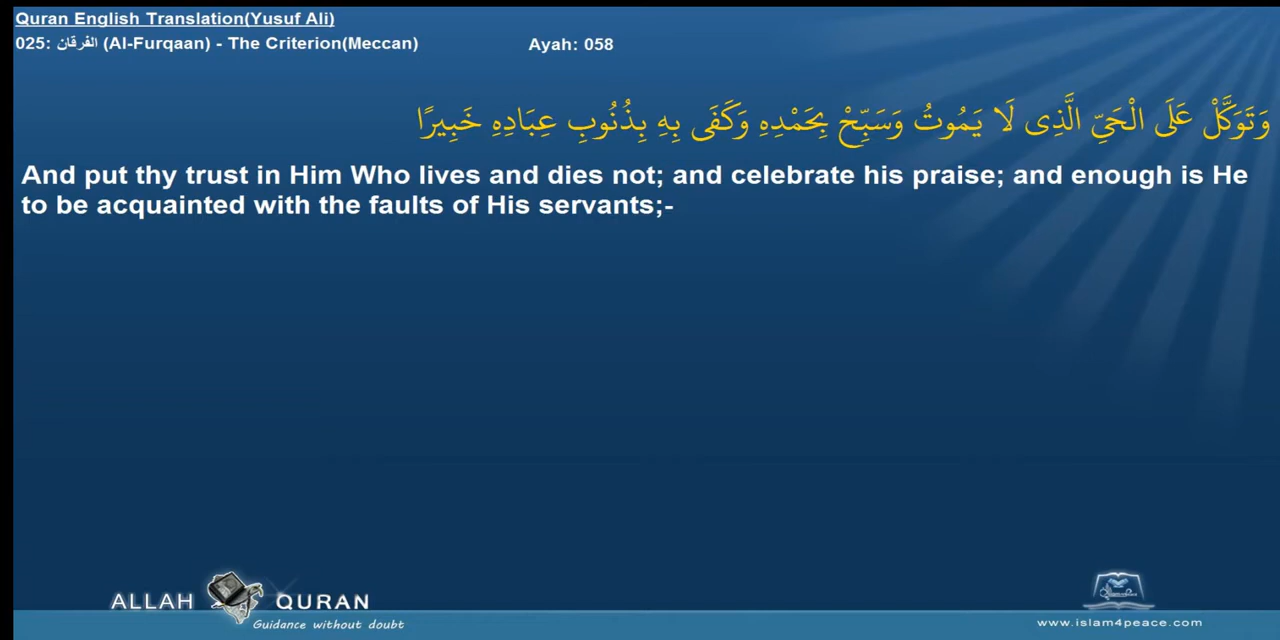 Quran English Translation(Yusuf Ali)
025: الفرقان (Al-Furqaan) - The Criterion(Meccan) Ayah: 058
وَتَوَكَّلْ عَلَى الْحَيِّ الَّذِى لَا يَمُوتُ وَسَبِّحْ بِحَمْدِهِ وَكَفَى بِهِ بِذُنُوبِ عِبَادِهِ خَبِيرًا
And put thy trust in Him Who lives and dies not; and celebrate his praise; and enough is He
to be acquainted with the faults of His servants;-
ALLAH QURAN
Guidance without doubt
www.islam4peace.com